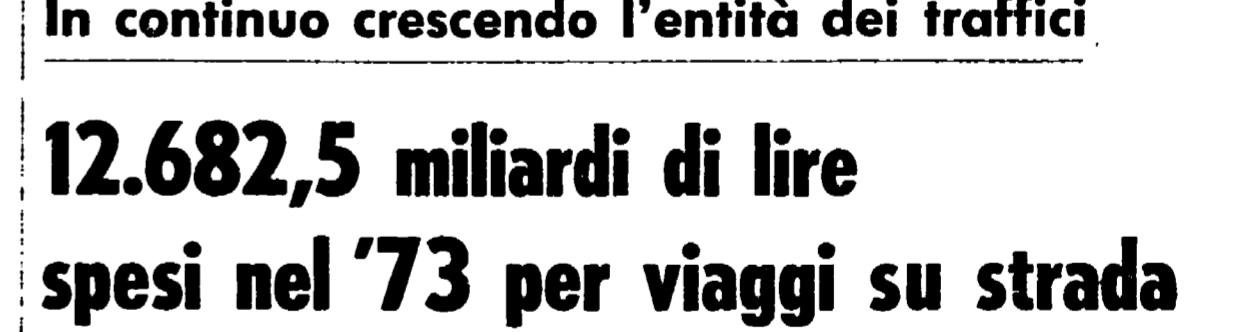 In continuo crescendo l'entità dei traffici
12.682,5 miliardi di lire
spesi nel '73 per viaggi su strada